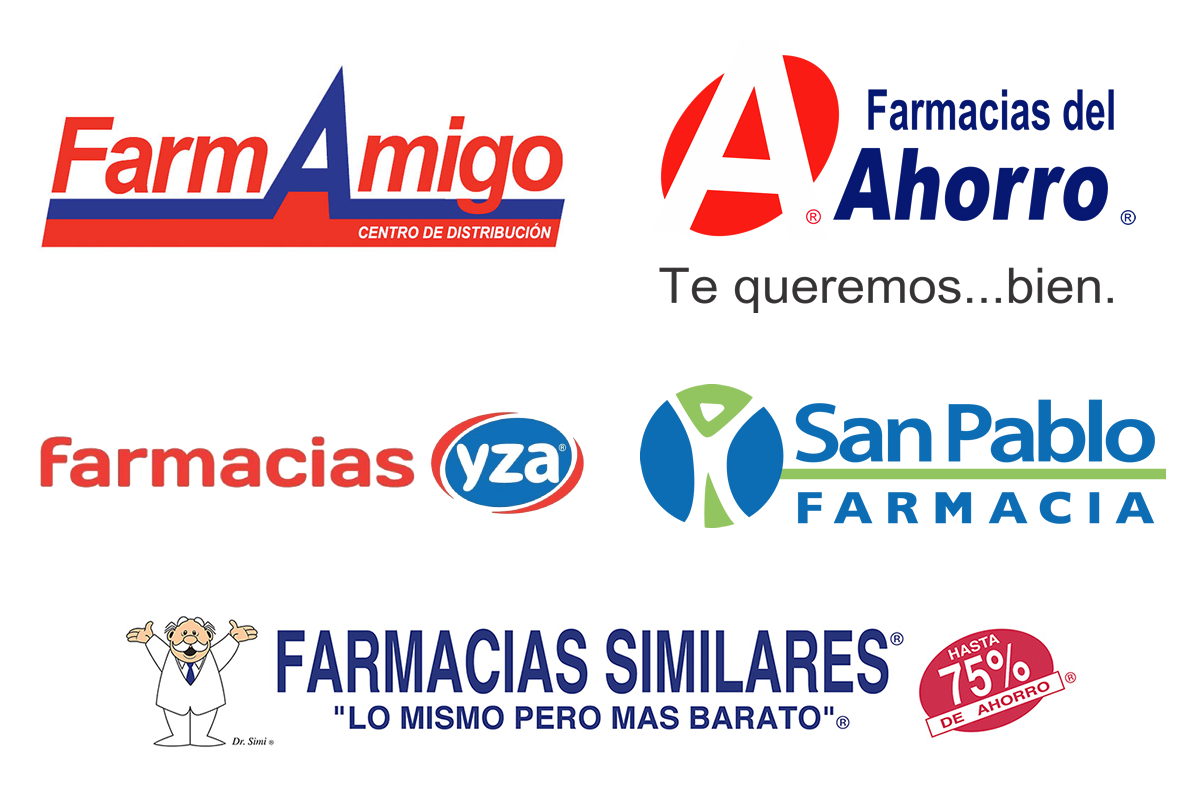 FarmAmigo
CENTRO DE DISTRIBUCIÓN
A®
Farmacias del
Ahorro®
Te queremos...bien.
farmacias yza®
San Pablo
FARMACIA
Dr. Simi®
FARMACIAS SIMILARES®
"LO MISMO PERO MAS BARATO"®
HASTA
75%
DE AHORRO®